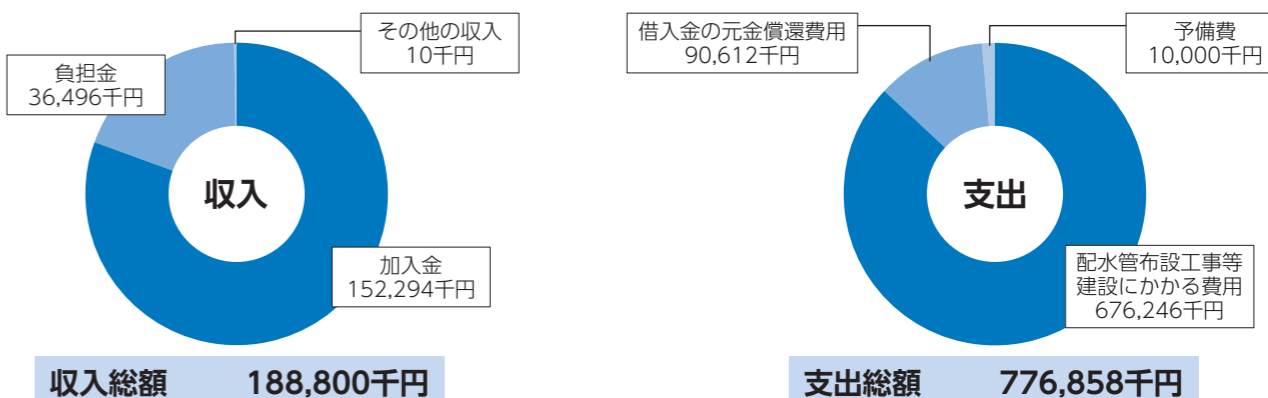 その他の収入
10千円
負担金
36,496千円
収入
加入金
152,294千円
収入総額 188,800千円
借入金の元金償還費用
90,612千円
予備費
10,000千円
支出
配水管布設工事等
建設にかかる費用
676,246千円
支出総額 776,858千円